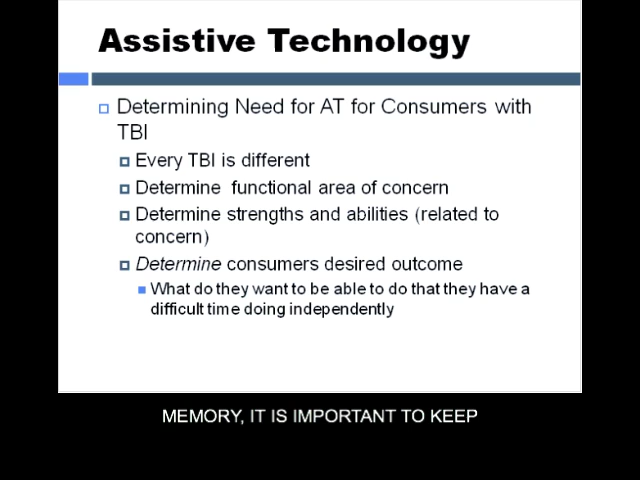 Assistive Technology
Determining Need for AT for Consumers with
TBI
Every TBI is different
Determine functional area of concern
Determine strengths and abilities (related to
concern)
Determine consumers desired outcome
What do they want to be able to do that they have a
difficult time doing independently
MEMORY, IT IS IMPORTANT TO KEEP